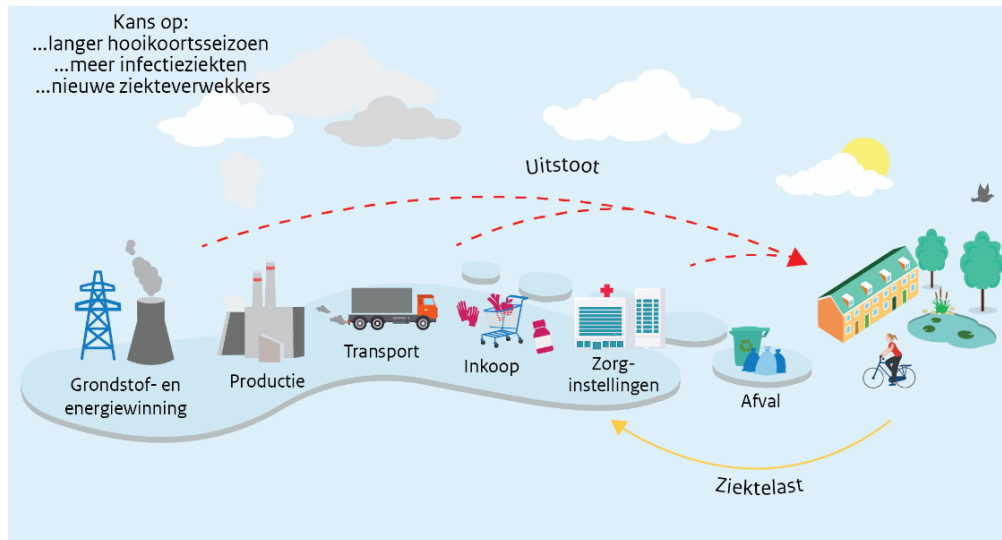 Kans op:
...langer hooikoortsseizoen
...meer infectieziekten
...nieuwe ziekteverwekkers
Uitstoot
Grondstof- en
energiewinning
Productie
Transport
Inkoop
Zorg-
instellingen
Afval
Ziektelast